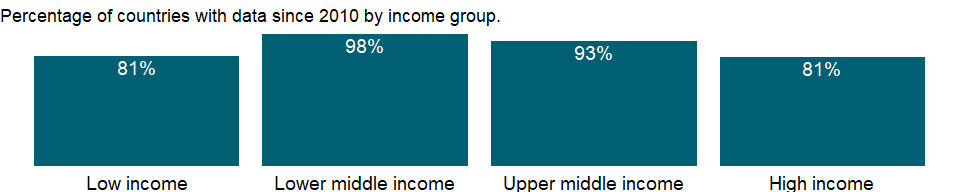 Percentage of countries with data since 2010 by income group.
81% 98% 93% 81%
Low income Lower middle income Upper middle income High income